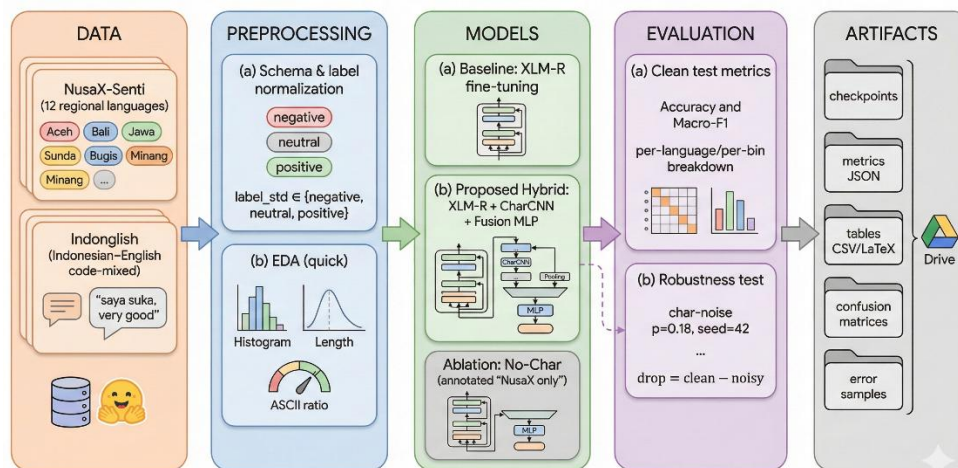 DATA
NusaX-Senti
(12 regional languages)
Aceh
Bali
Jawa
Sunda
Bugis
Minang
Minang
...
Indonglish
(Indonesian–English
code-mixed)
"saya suka,
very good"
PREPROCESSING
(a) Schema & label
normalization
negative
neutral
positive
label_std ∈ {negative,
neutral, positive}
(b) EDA (quick)
Histogram
Length
ASCII ratio
MODELS
(a) Baseline: XLM-R
fine-tuning
(b) Proposed Hybrid:
XLM-R + CharCNN
+ Fusion MLP
CharCNN
...
Pooling
MLP
Ablation: No-Char
(annotated "NusaX only")
MLP
EVALUATION
(a) Clean test metrics
Accuracy and
Macro-F1
per-language/per-bin
breakdown
(b) Robustness test
char-noise
p=0.18, seed=42
...
drop = clean − noisy
ARTIFACTS
checkpoints
metrics
JSON
tables
CSV/LaTeX
confusion
matrices
error
samples
Drive